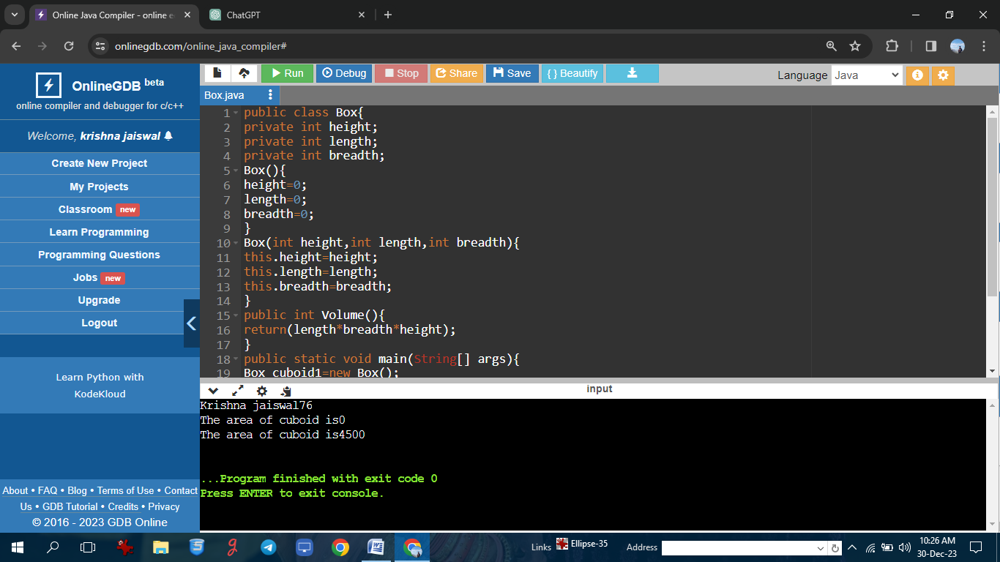 Online Java Compiler - online e
ChatGPT
onlinegdb.com/online_java_compiler#
OnlineGDB beta
online compiler and debugger for c/c++
Welcome, krishna jaiswal
Create New Project
My Projects
Classroom new
Learn Programming
Programming Questions
Jobs new
Upgrade
Logout
Learn Python with
KodeKloud
About • FAQ • Blog • Terms of Use • Contact
Us • GDB Tutorial • Credits • Privacy
© 2016 - 2023 GDB Online
Run Debug Stop Share Save { } Beautify
Language Java
Box.java
1 public class Box{
2 private int height;
3 private int length;
4 private int breadth;
5 Box(){
6 height=0;
7 length=0;
8 breadth=0;
9 }
10 Box(int height,int length,int breadth){
11 this.height=height;
12 this.length=length;
13 this.breadth=breadth;
14 }
15 public int Volume(){
16 return(length*breadth*height);
17 }
18 public static void main(String[] args){
19 Box cuboid1=new Box();
input
Krishna jaiswal76
The area of cuboid is0
The area of cuboid is4500
...Program finished with exit code 0
Press ENTER to exit console.
Links Ellipse-35 Address
10:26 AM
30-Dec-23